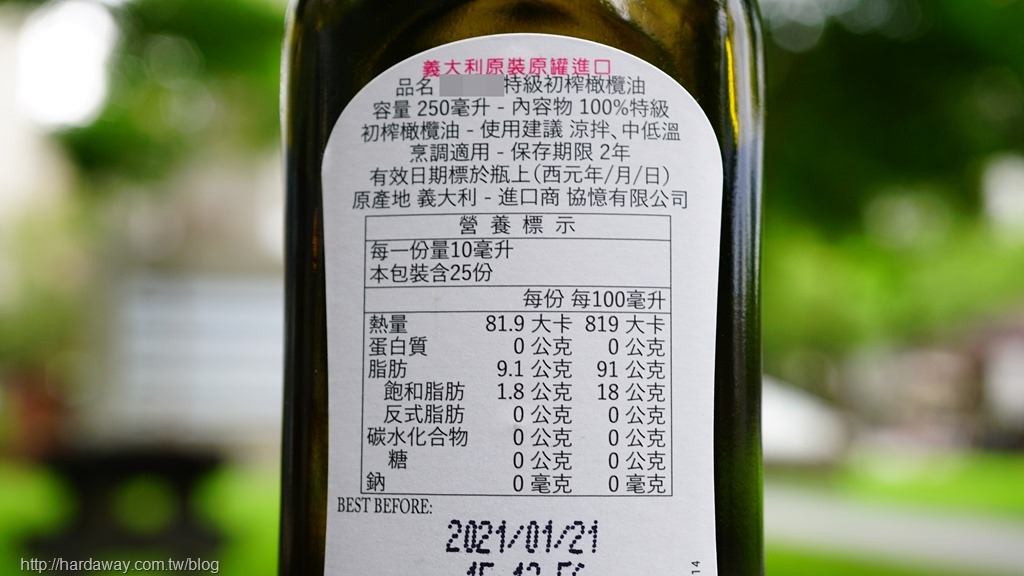 義大利原裝原罐進口
品名 特級初榨橄欖油
容量 250毫升 - 內容物 100%特級
初榨橄欖油 - 使用建議 涼拌、中低溫
烹調適用 - 保存期限 2年
有效日期標於瓶上(西元年/月/日)
原產地 義大利 - 進口商 協憶有限公司
營養標示
每一份量10毫升
本包裝含25份
每份 每100毫升
熱量 81.9 大卡 819 大卡
蛋白質 0 公克 0 公克
脂肪 9.1 公克 91 公克
飽和脂肪 1.8 公克 18 公克
反式脂肪 0 公克 0 公克
碳水化合物 0 公克 0 公克
糖 0 公克 0 公克
鈉 0 毫克 0 毫克
BEST BEFORE:
2021/01/21
14
http://hardaway.com.tw/blog